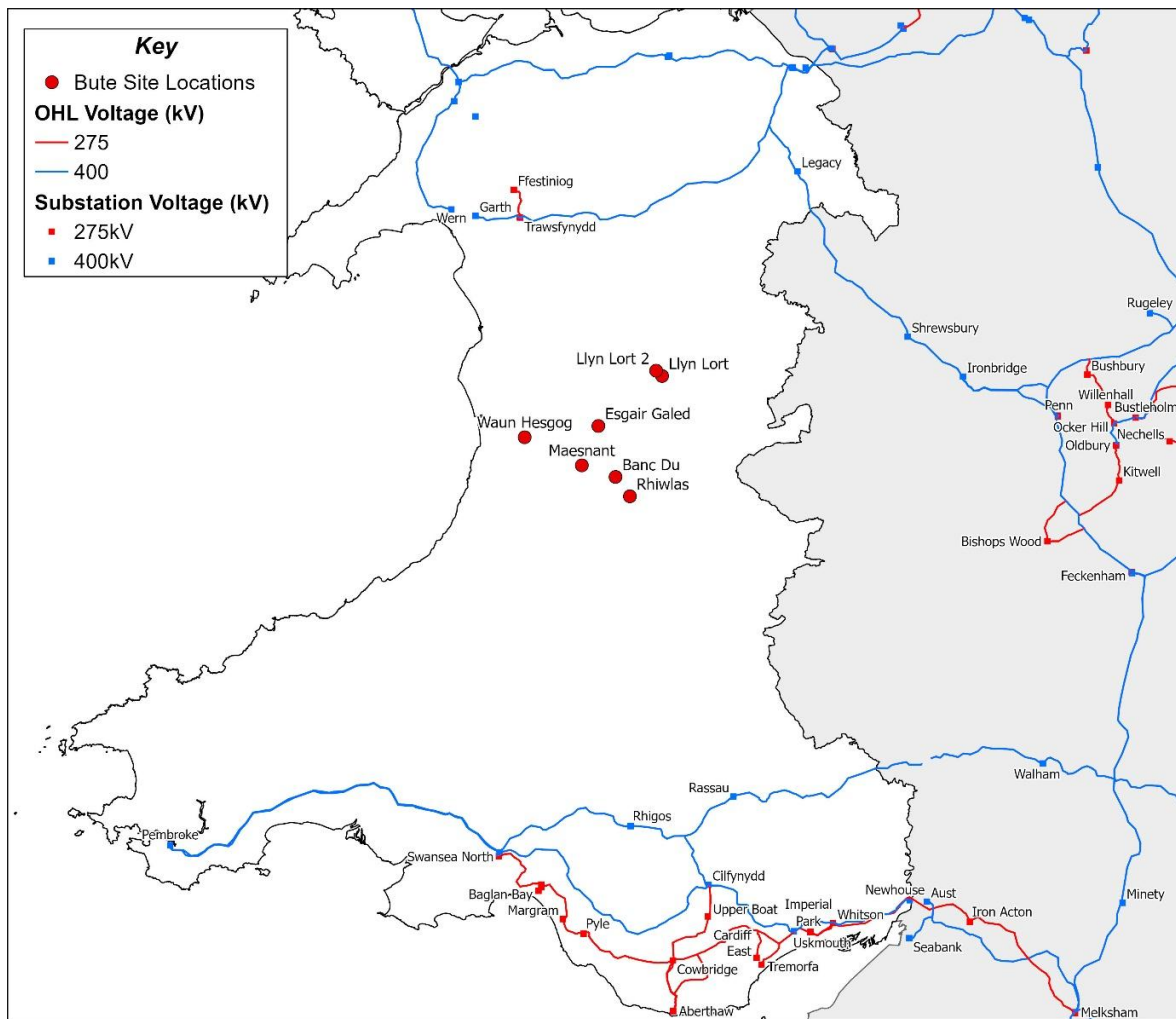 Key
Bute Site Locations
OHL Voltage (kV)
275
400
Substation Voltage (kV)
275kV
400kV
Ffestiniog
Garth
Wern
Trawsfynydd
Legacy
Shrewsbury
Rugeley
Ironbridge
Bushbury
Willenhall
Penn
Bustleholm
Ocker Hill
Nechells
Oldbury
Kitwell
Bishops Wood
Feckenham
Llyn Lort 2
Llyn Lort
Esgair Galed
Waun Hesgog
Maesnant
Banc Du
Rhiwlas
Walham
Rassau
Rhigos
Pembroke
Swansea North
Cilfynydd
Baglan-Bay
Margram
Pyle
Upper Boat
Imperial
Park
Whitson
Newhouse
Aust
Minety
Iron Acton
Cardiff
East
Uskmouth
Seabank
Tremorfa
Cowbridge
Aberthaw
Melksham